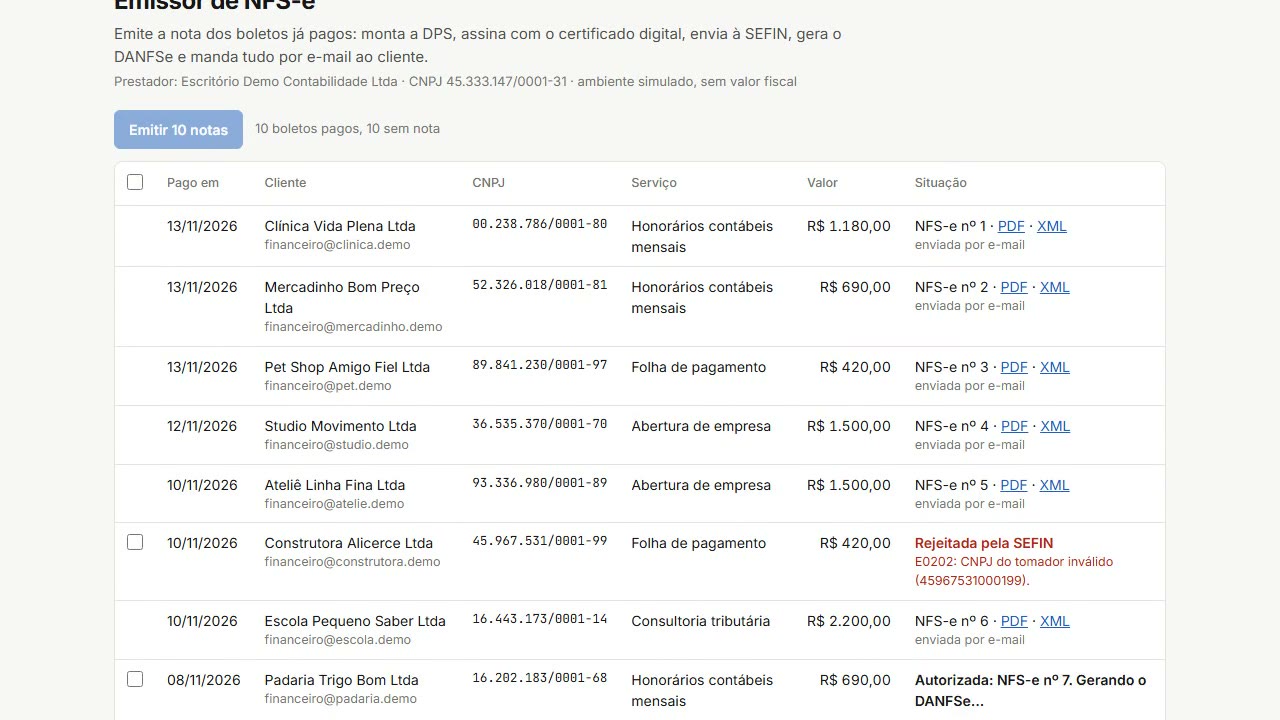 Emissor de NFS-e
Emite a nota dos boletos já pagos: monta a DPS, assina com o certificado digital, envia à SEFIN, gera o
DANFSe e manda tudo por e-mail ao cliente.
Prestador: Escritório Demo Contabilidade Ltda · CNPJ 45.333.147/0001-31 · ambiente simulado, sem valor fiscal
Emitir 10 notas 10 boletos pagos, 10 sem nota
Pago em Cliente CNPJ Serviço Valor Situação
13/11/2026 Clínica Vida Plena Ltda 00.238.786/0001-80 Honorários contábeis R$ 1.180,00 NFS-e nº 1 · PDF · XML
financeiro@clinica.demo mensais enviada por e-mail
13/11/2026 Mercadinho Bom Preço 52.326.018/0001-81 Honorários contábeis R$ 690,00 NFS-e nº 2 · PDF · XML
Ltda mensais enviada por e-mail
financeiro@mercadinho.demo
13/11/2026 Pet Shop Amigo Fiel Ltda 89.841.230/0001-97 Folha de pagamento R$ 420,00 NFS-e nº 3 · PDF · XML
financeiro@pet.demo enviada por e-mail
12/11/2026 Studio Movimento Ltda 36.535.370/0001-70 Abertura de empresa R$ 1.500,00 NFS-e nº 4 · PDF · XML
financeiro@studio.demo enviada por e-mail
10/11/2026 Ateliê Linha Fina Ltda 93.336.980/0001-89 Abertura de empresa R$ 1.500,00 NFS-e nº 5 · PDF · XML
financeiro@atelie.demo enviada por e-mail
10/11/2026 Construtora Alicerce Ltda 45.967.531/0001-99 Folha de pagamento R$ 420,00 Rejeitada pela SEFIN
financeiro@construtora.demo E0202: CNPJ do tomador inválido
(45967531000199).
10/11/2026 Escola Pequeno Saber Ltda 16.443.173/0001-14 Consultoria tributária R$ 2.200,00 NFS-e nº 6 · PDF · XML
financeiro@escola.demo enviada por e-mail
08/11/2026 Padaria Trigo Bom Ltda 16.202.183/0001-68 Honorários contábeis R$ 690,00 Autorizada: NFS-e nº 7. Gerando o
financeiro@padaria.demo mensais DANFSe...